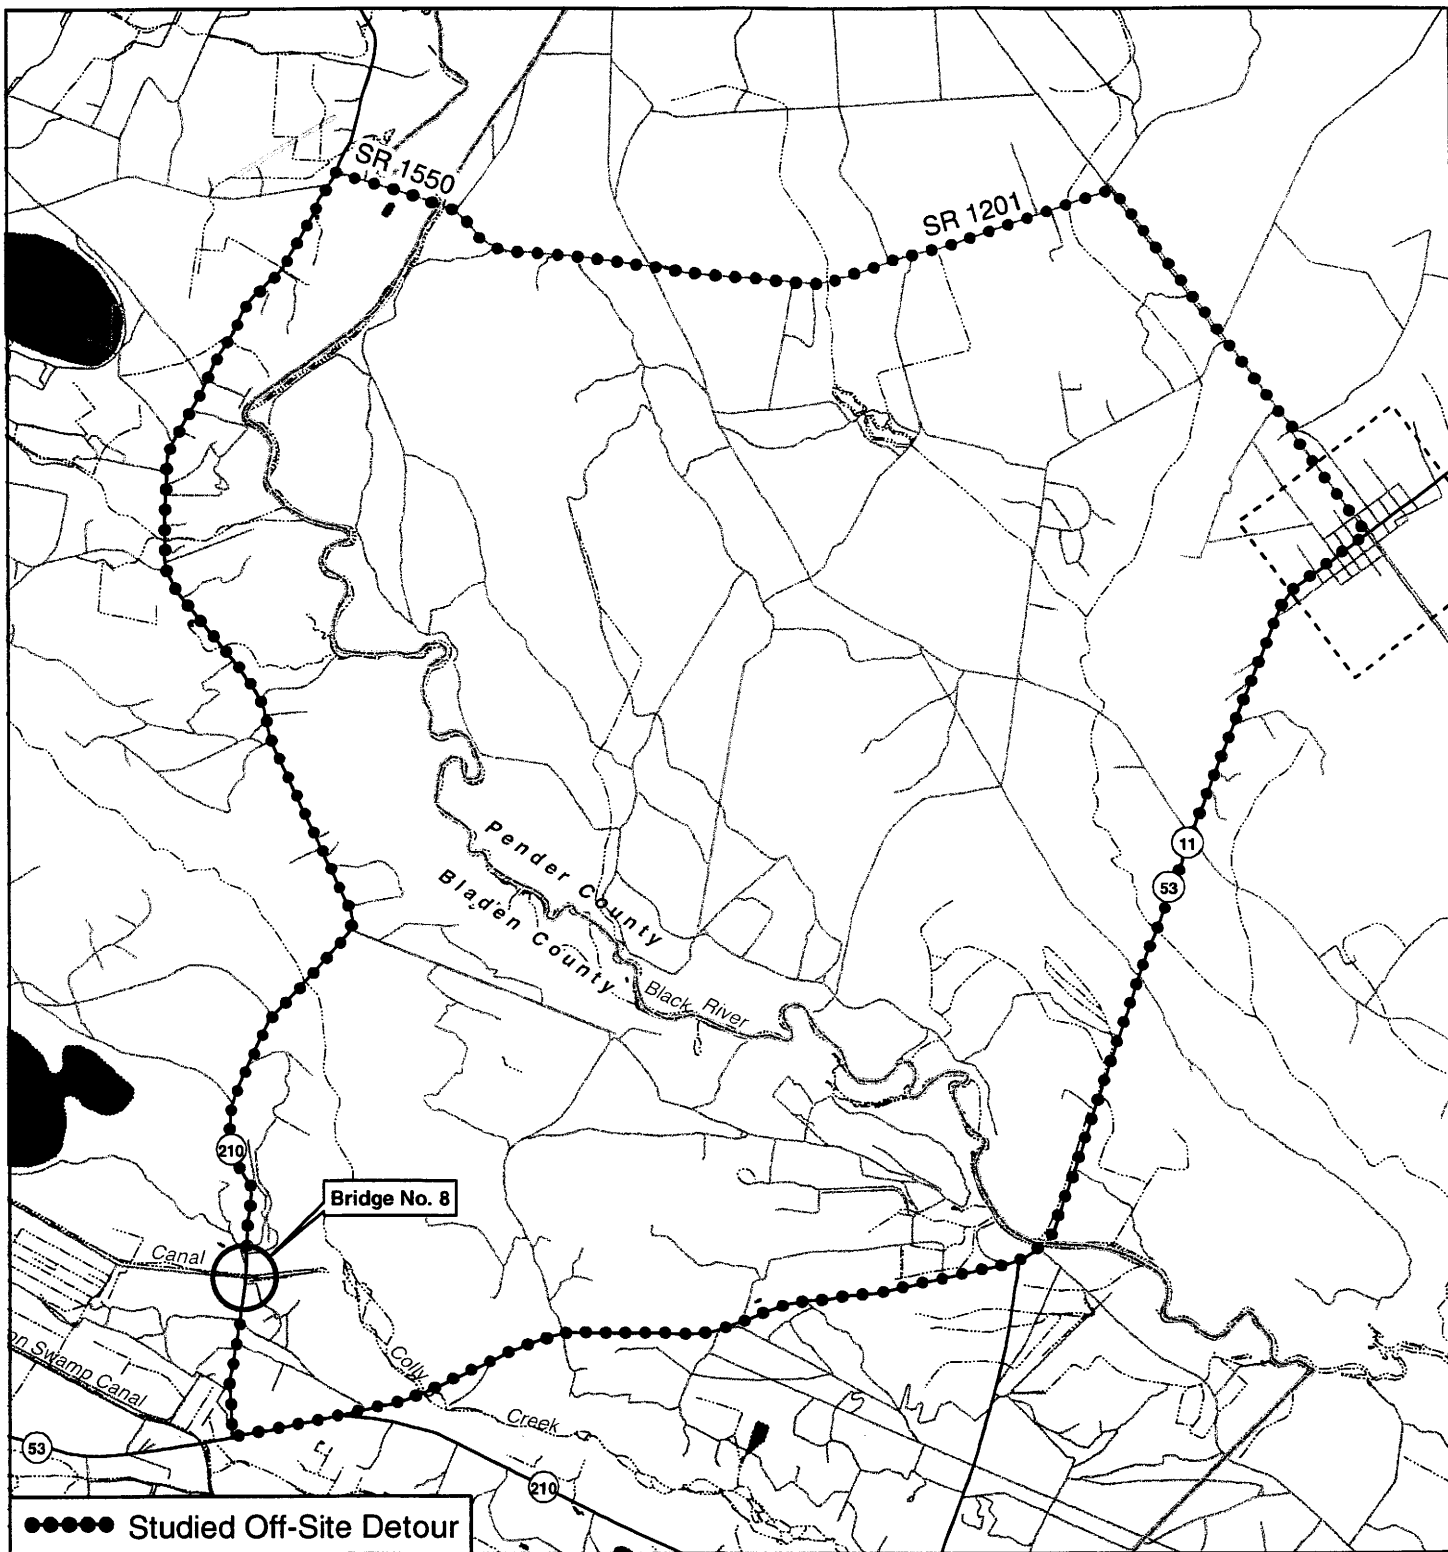 SR 1550
SR 1201
11
53
Pender County
Bladen County
Black River
210
Bridge No. 8
Canal
on Swamp Canal
Colly
Creek
53
210
Studied Off-Site Detour